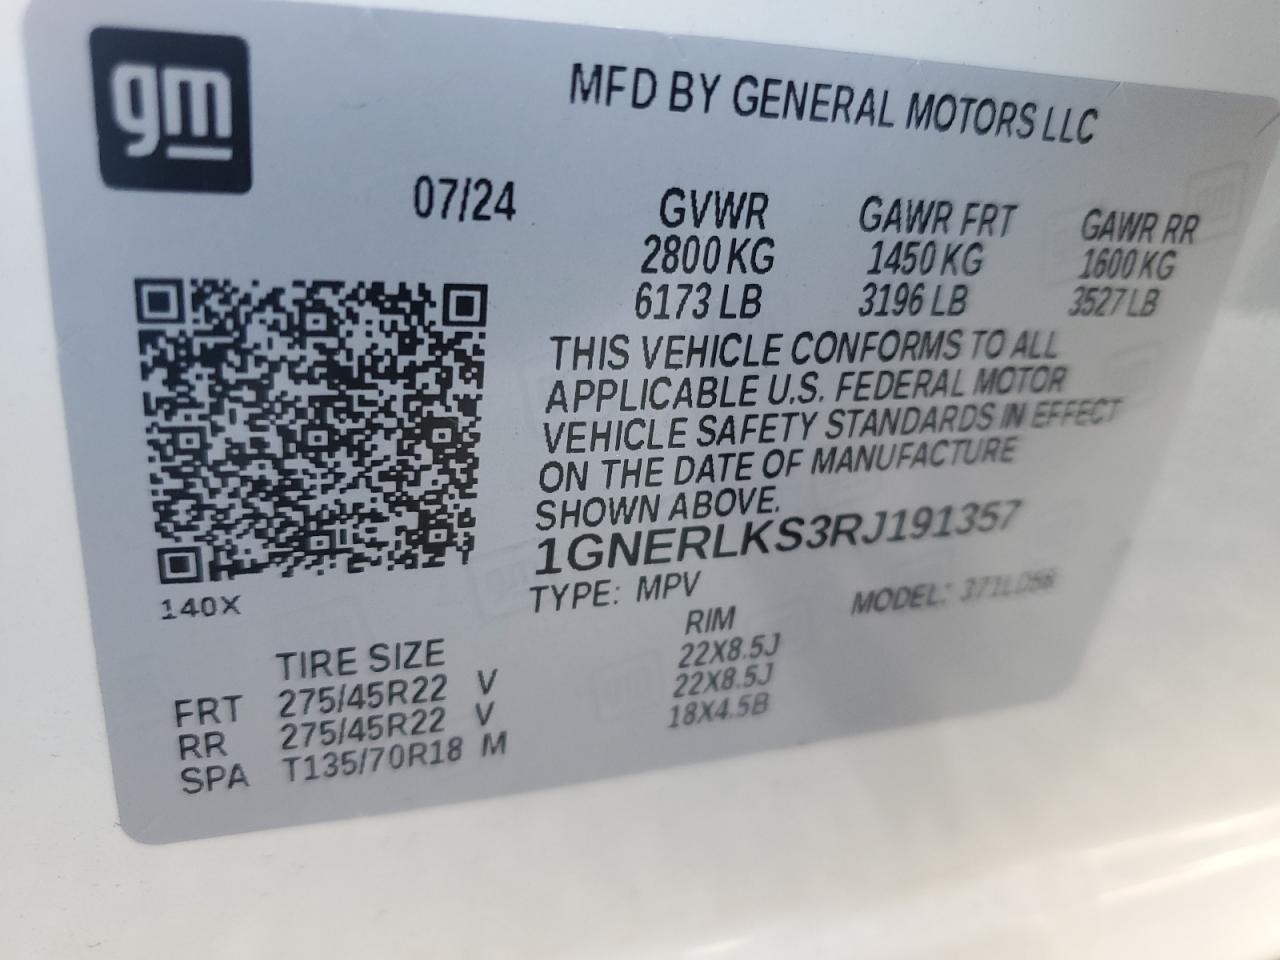 gm
MFD BY GENERAL MOTORS LLC
07/24
GVWR GAWR FRT GAWR RR
2800 KG 1450 KG 1600 KG
6173 LB 3196 LB 3527 LB
THIS VEHICLE CONFORMS TO ALL
APPLICABLE U.S. FEDERAL MOTOR
VEHICLE SAFETY STANDARDS IN EFFECT
ON THE DATE OF MANUFACTURE
SHOWN ABOVE.
1GNERLKS3RJ191357
TYPE: MPV MODEL:
140X
TIRE SIZE RIM
FRT 275/45R22 V 22X8.5J
RR 275/45R22 V 22X8.5J
SPA T135/70R18 M 18X4.5B